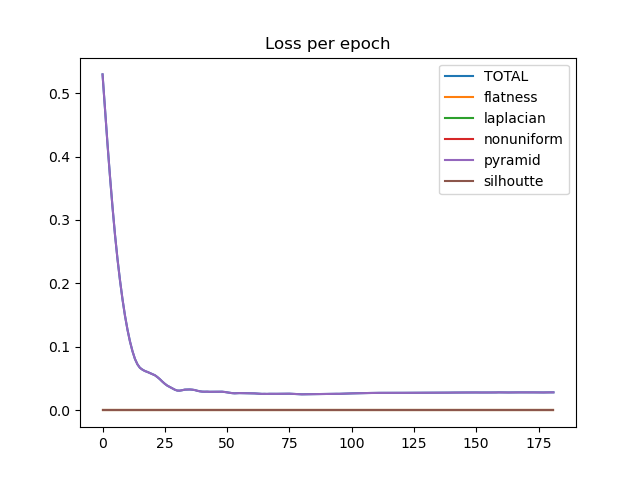 Loss per epoch
TOTAL
flatness
laplacian
nonuniform
pyramid
silhoutte
0.5
0.4
0.3
0.2
0.1
0.0
0 25 50 75 100 125 150 175